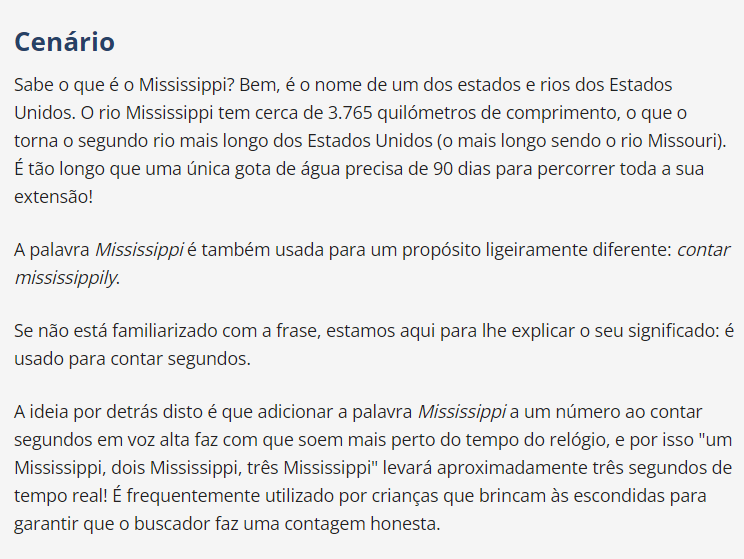 Cenário
Sabe o que é o Mississippi? Bem, é o nome de um dos estados e rios dos Estados
Unidos. O rio Mississippi tem cerca de 3.765 quilómetros de comprimento, o que o
torna o segundo rio mais longo dos Estados Unidos (o mais longo sendo o rio Missouri).
É tão longo que uma única gota de água precisa de 90 dias para percorrer toda a sua
extensão!
A palavra Mississippi é também usada para um propósito ligeiramente diferente: contar
mississippily.
Se não está familiarizado com a frase, estamos aqui para lhe explicar o seu significado: é
usado para contar segundos.
A ideia por detrás disto é que adicionar a palavra Mississippi a um número ao contar
segundos em voz alta faz com que soem mais perto do tempo do relógio, e por isso "um
Mississippi, dois Mississippi, três Mississippi" levará aproximadamente três segundos de
tempo real! É frequentemente utilizado por crianças que brincam às escondidas para
garantir que o buscador faz uma contagem honesta.